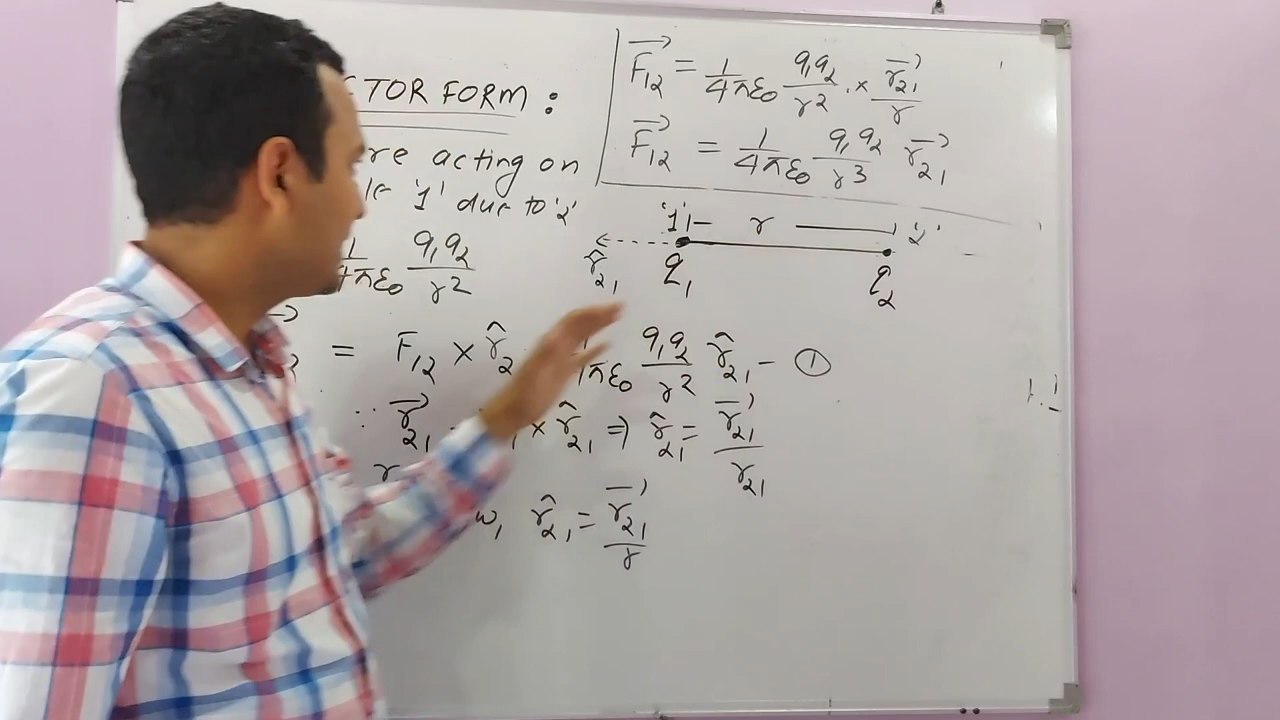 TOR FORM :
re acting on
'1' due to '2'
1/4πε₀ q₁q₂/r²
= F₁₂ × r̂₂ 1/4πε₀ q₁q₂/r² r̂₂₁ – ①
∵ r⃗₂₁ × r̂₂₁ ⇒ r̂₂₁ = r⃗₂₁/r₂₁
r
w, r̂₂₁ = r⃗₂₁/r
F⃗₁₂ = 1/4πε₀ q₁q₂/r² . × r⃗₂₁/r
F⃗₁₂ = 1/4πε₀ q₁q₂/r³ r⃗₂₁
'1' r '2'
r̂₂₁ q₁ q₂